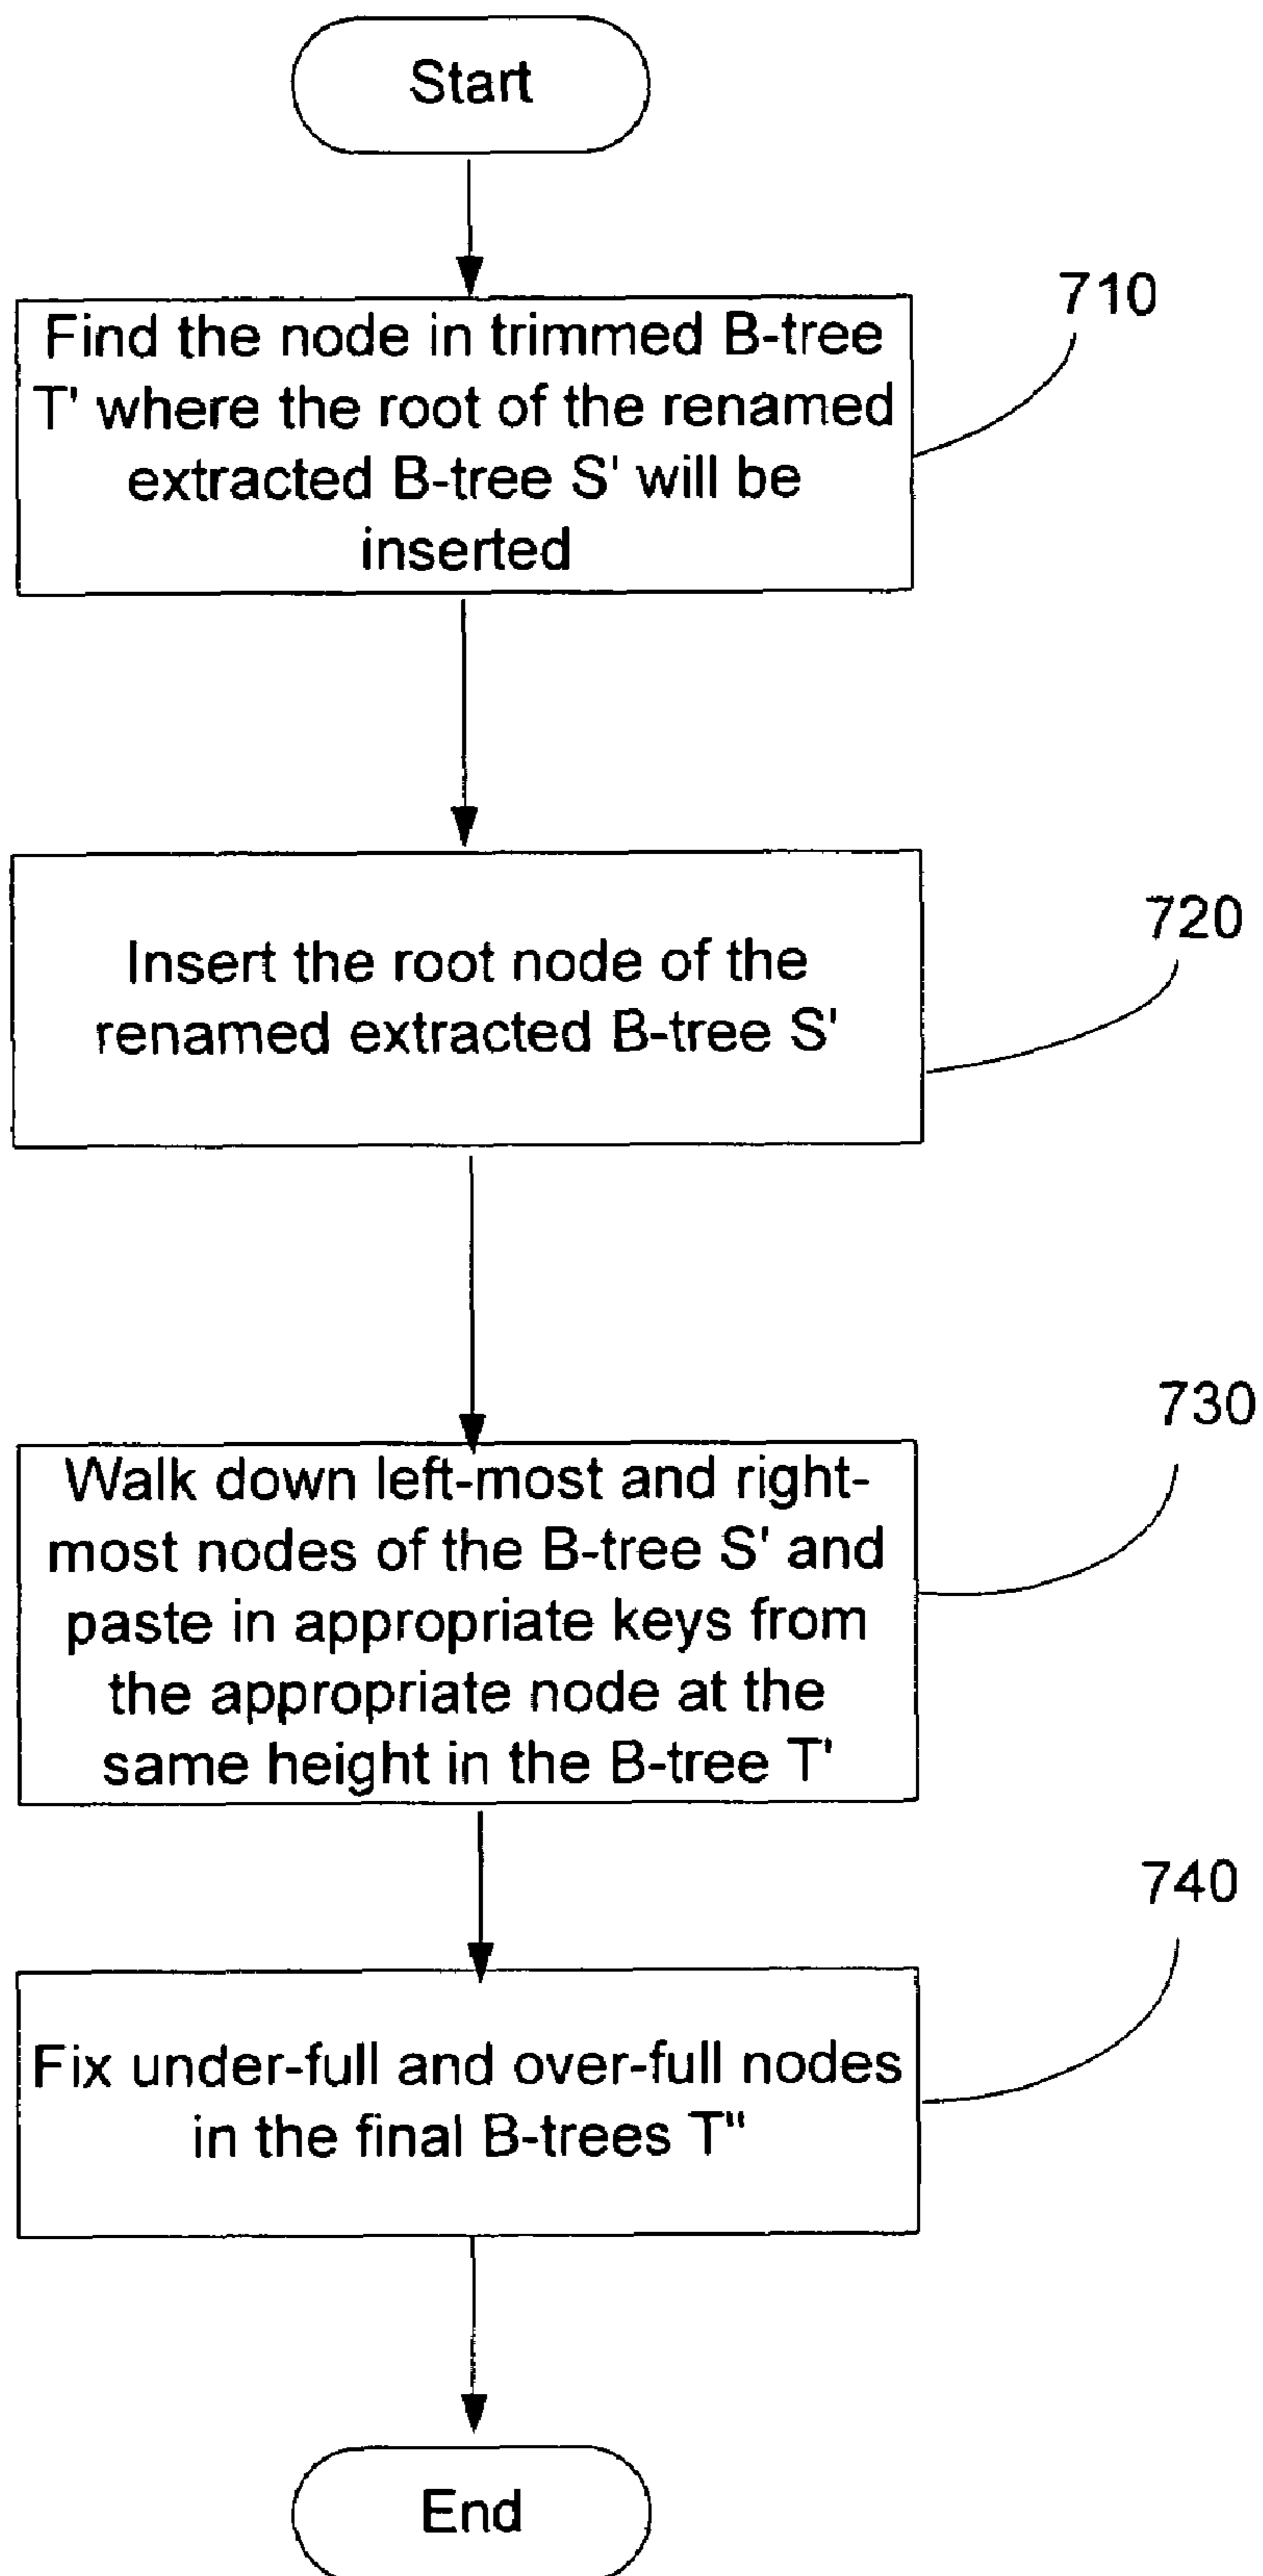 Start
710
Find the node in trimmed B-tree
T' where the root of the renamed
extracted B-tree S' will be
inserted
720
Insert the root node of the
renamed extracted B-tree S'
730
Walk down left-most and right-
most nodes of the B-tree S' and
paste in appropriate keys from
the appropriate node at the
same height in the B-tree T'
740
Fix under-full and over-full nodes
in the final B-trees T"
End